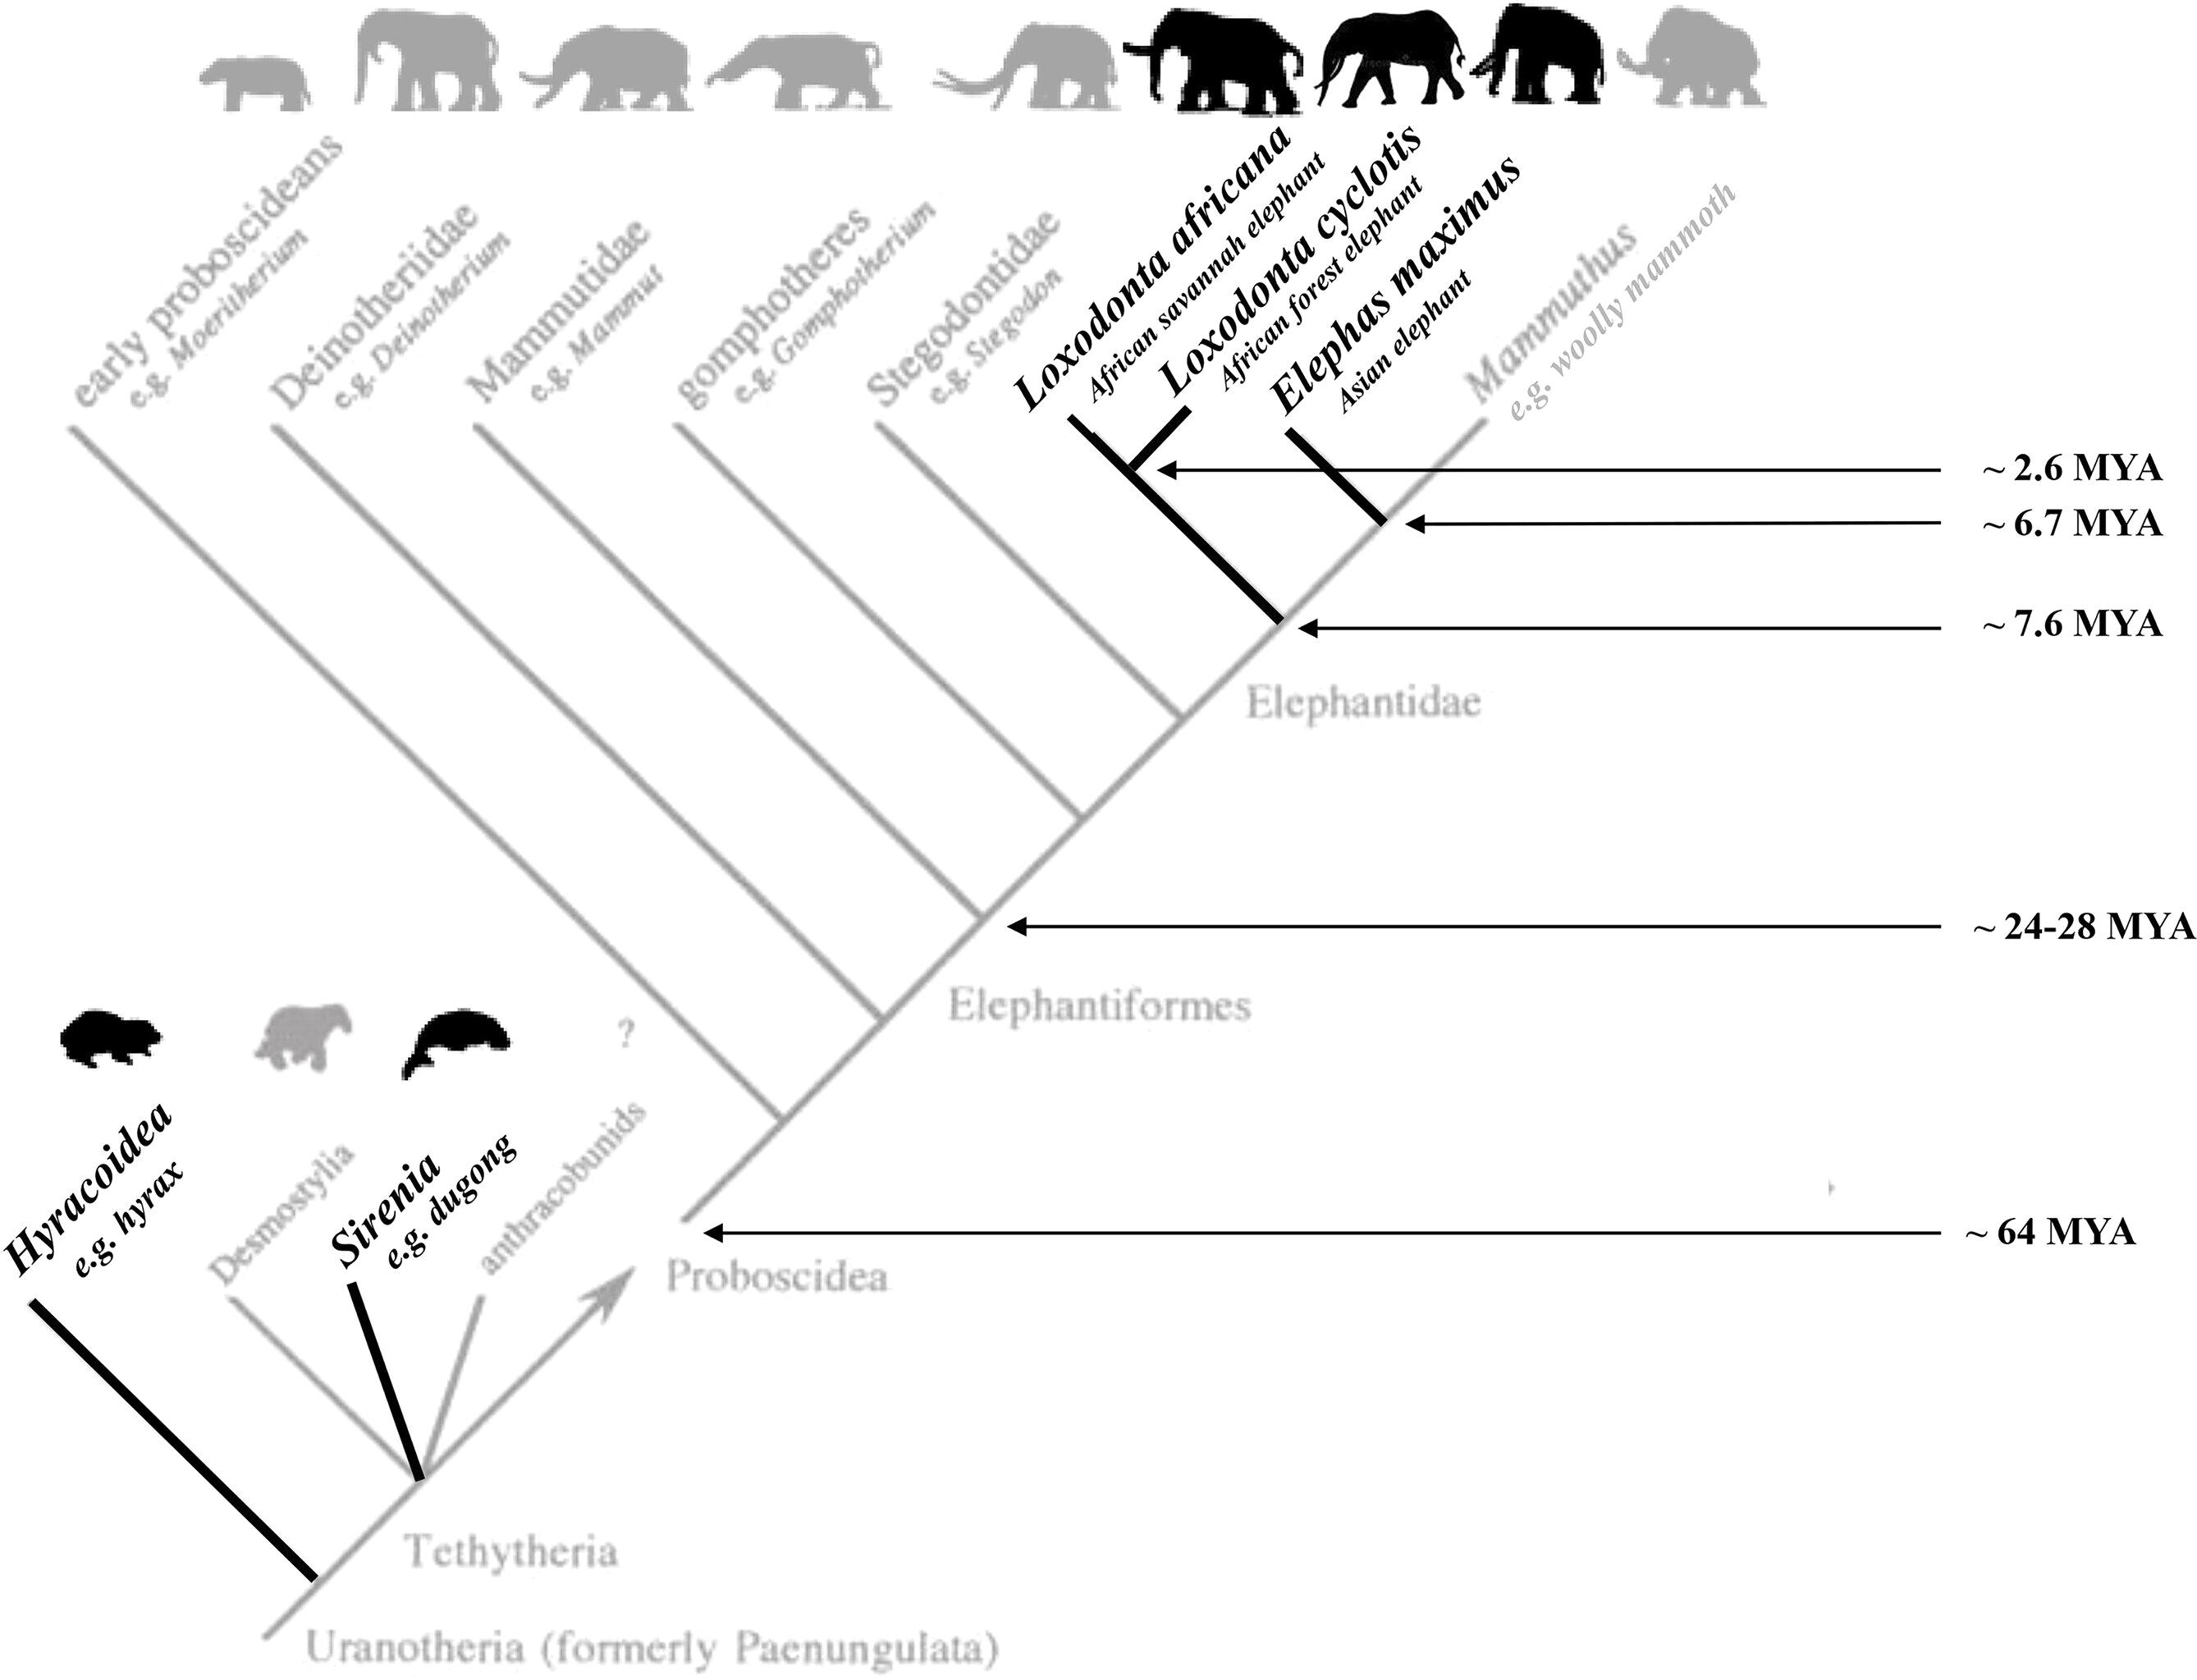 early proboscideans
e.g. Moeritherium
Deinotheriidae
e.g. Deinotherium
Mammutidae
e.g. Mammut
gomphotheres
e.g. Gomphotherium
Stegodontidae
e.g. Stegodon
Loxodonta africana
African savannah elephant
Loxodonta cyclotis
African forest elephant
Elephas maximus
Asian elephant
Mammuthus
e.g. woolly mammoth
~ 2.6 MYA
~ 6.7 MYA
~ 7.6 MYA
Elephantidae
~ 24-28 MYA
Elephantiformes
?
Hyracoidea
e.g. hyrax
Desmostylia
Sirenia
e.g. dugong
anthracobunids
~ 64 MYA
Proboscidea
Tethytheria
Uranotheria (formerly Paenungulata)